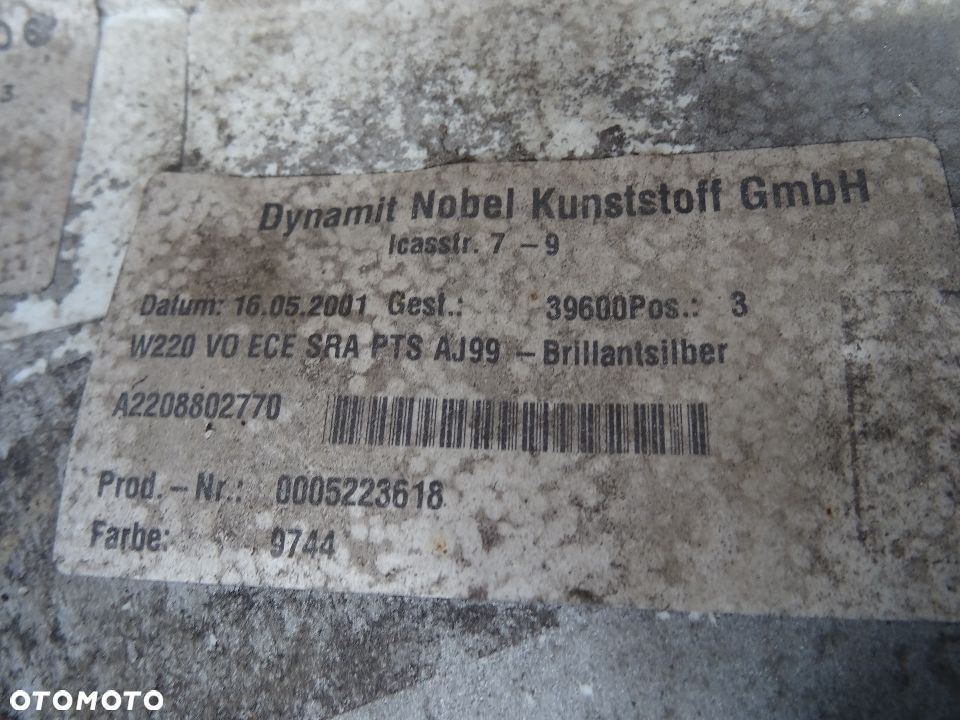 Dynamit Nobel Kunststoff GmbH
Icasstr. 7 - 9
Datum: 16.05.2001 Gest.: 39600Pos.: 3
W220 VO ECE SRA PTS AJ99 - Brillantsilber
A2208802770
Prod.-Nr.: 0005223618
Farbe: 9744
OTOMOTO